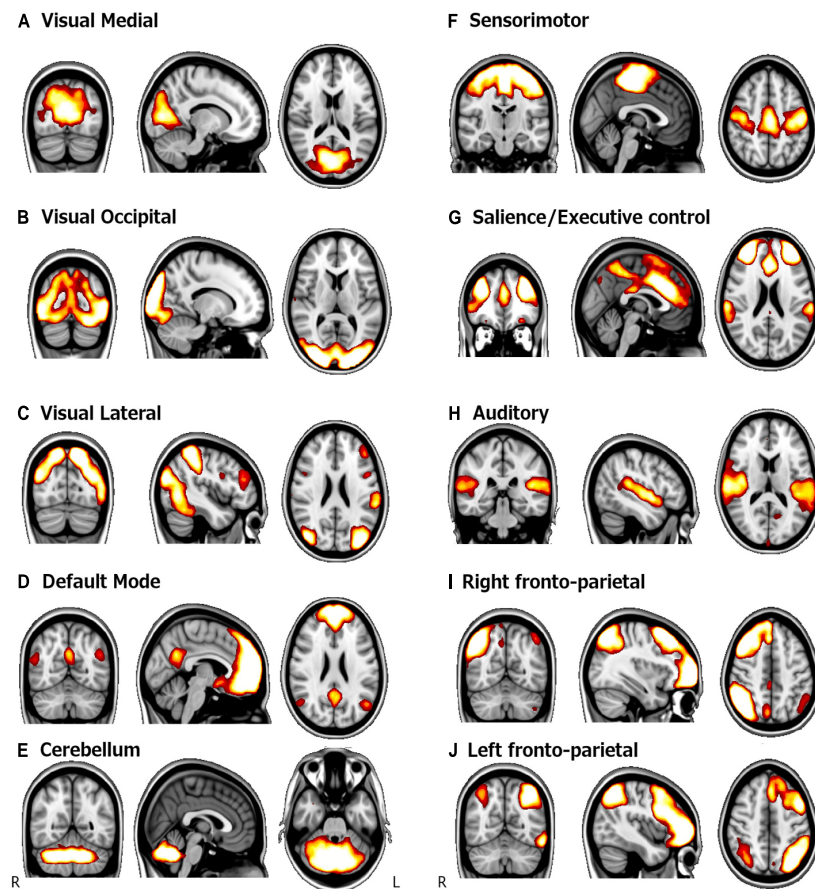 A Visual Medial
B Visual Occipital
C Visual Lateral
D Default Mode
E Cerebellum
R L
F Sensorimotor
G Salience/Executive control
H Auditory
I Right fronto-parietal
J Left fronto-parietal
R